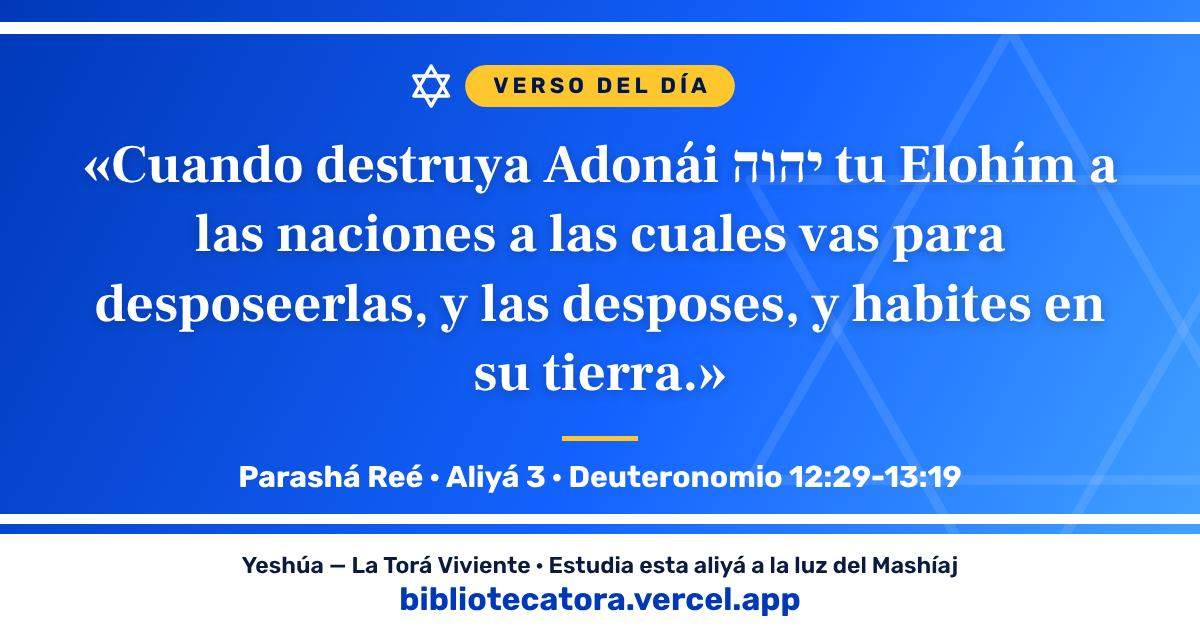 VERSO DEL DÍA
«Cuando destruya Adonái יהוה tu Elohím a
las naciones a las cuales vas para
desposeerlas, y las desposes, y habites en
su tierra.»
Parashá Reé • Aliyá 3 • Deuteronomio 12:29-13:19
Yeshúa — La Torá Viviente • Estudia esta aliyá a la luz del Mashíaj
bibliotecatora.vercel.app